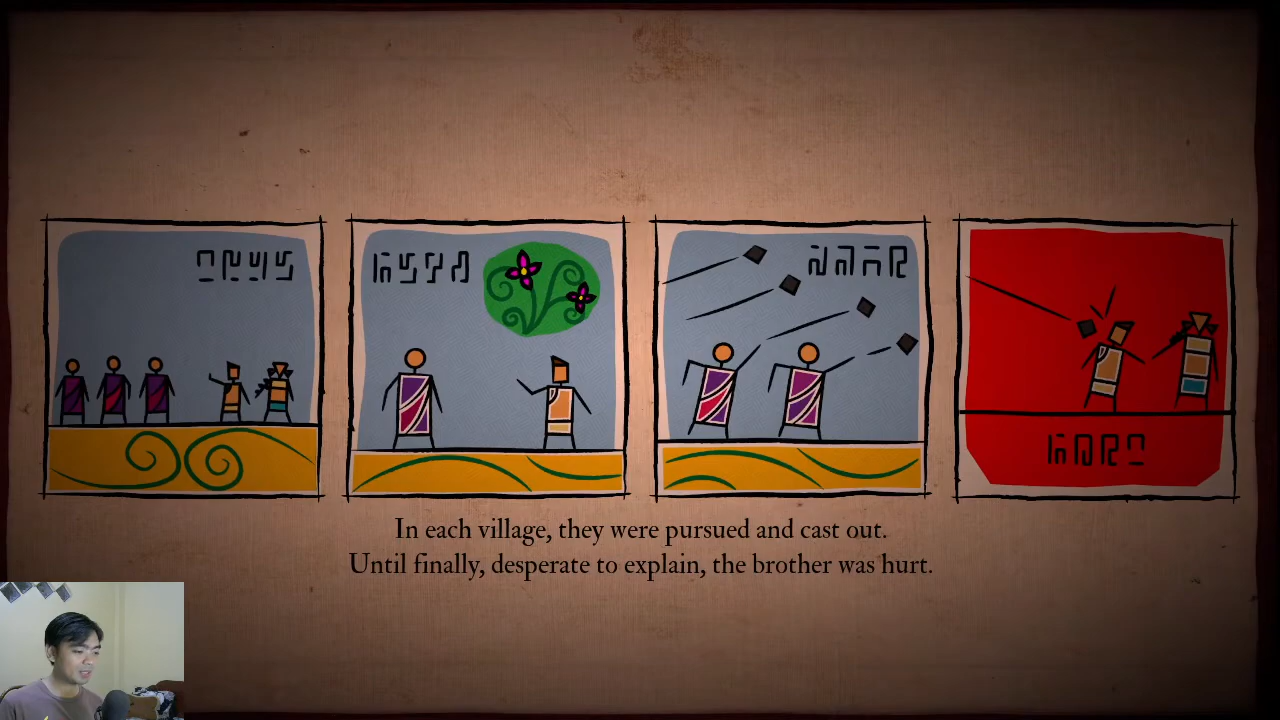 In each village, they were pursued and cast out.
Until finally, desperate to explain, the brother was hurt.